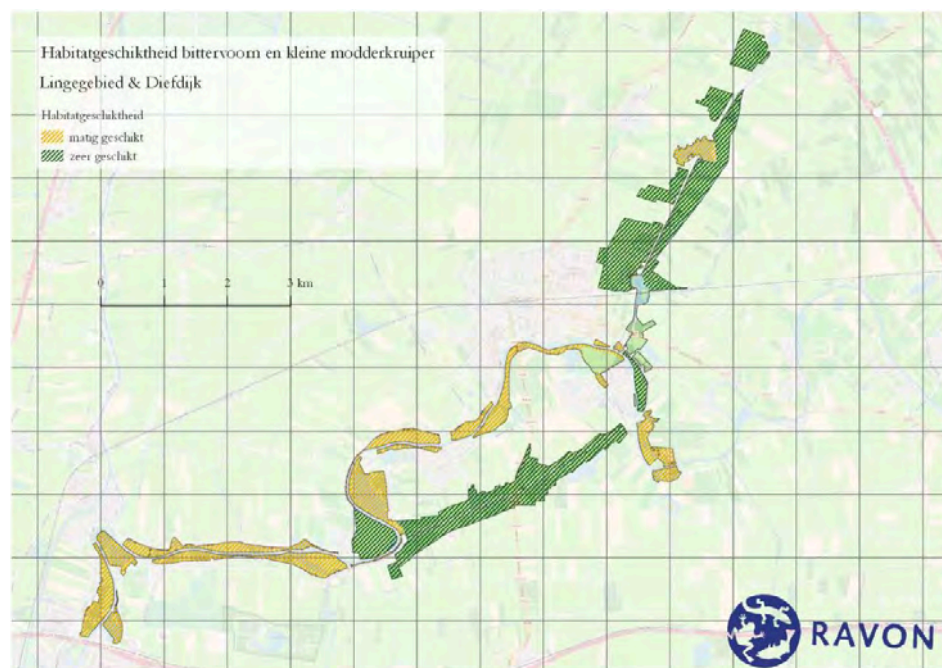 Habitatgeschiktheid bittervoorn en kleine modderkruiper
Lingegebied & Diefdijk
Habitatgeschiktheid
matig geschikt
zeer geschikt
0 1 2 3 km
RAVON